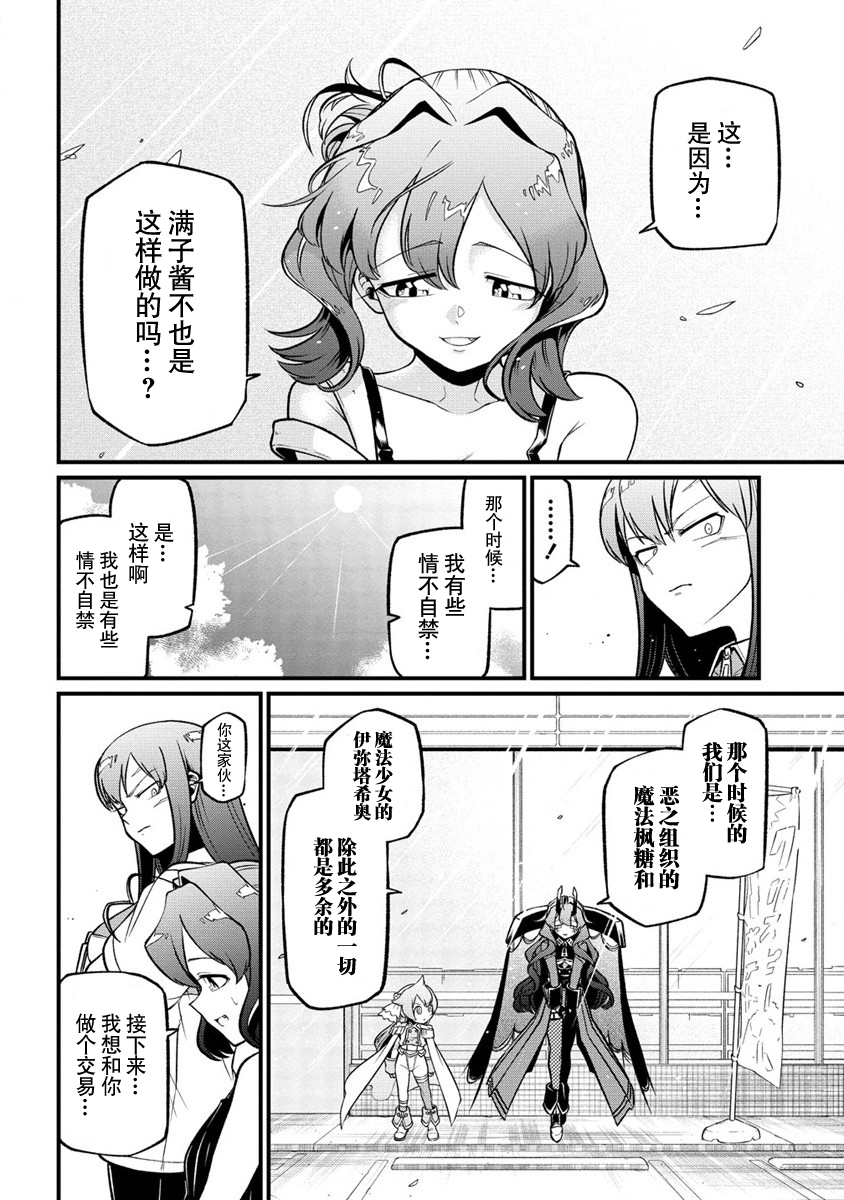 这…
是因为…
满子酱不也是
这样做的吗…?
……!
那个时候…
我有些
情不自禁…
是…
这样啊
我也是有些
情不自禁
那个时候的
我们是…
恶之组织的
魔法枫糖和
魔法少女的
伊弥塔希奥
除此之外的一切
都是多余的
你这家伙…
接下来…
我想和你
做个交易…